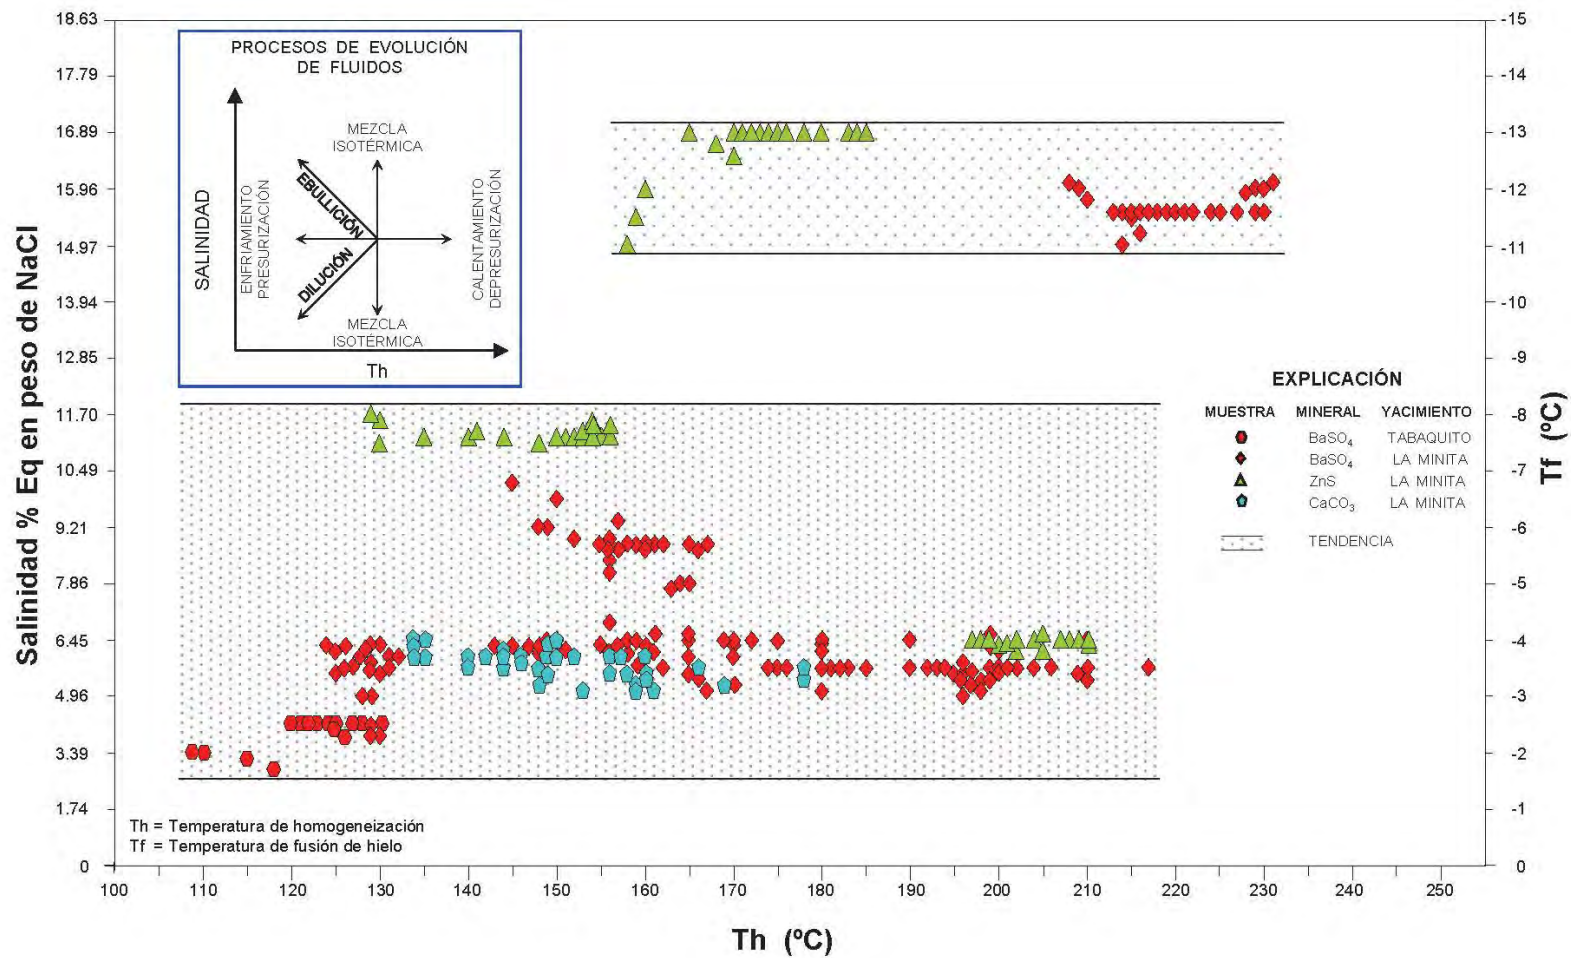 18.63
17.79
16.89
15.96
14.97
13.94
12.85
11.70
10.49
9.21
7.86
6.45
4.96
3.39
1.74
0
Salinidad % Eq en peso de NaCl
PROCESOS DE EVOLUCIÓN
DE FLUIDOS
SALINIDAD
ENFRIAMIENTO
PRESURIZACIÓN
MEZCLA
ISOTÉRMICA
EBULLICIÓN
DILUCIÓN
CALENTAMIENTO
DEPRESURIZACIÓN
MEZCLA
ISOTÉRMICA
Th
-15
-14
-13
-12
-11
-10
-9
-8
-7
-6
-5
-4
-3
-2
-1
0
Tf (ºC)
EXPLICACIÓN
MUESTRA MINERAL YACIMIENTO
BaSO4 TABAQUITO
BaSO4 LA MINITA
ZnS LA MINITA
CaCO3 LA MINITA
TENDENCIA
Th = Temperatura de homogeneización
Tf = Temperatura de fusión de hielo
100 110 120 130 140 150 160 170 180 190 200 210 220 230 240 250
Th (ºC)